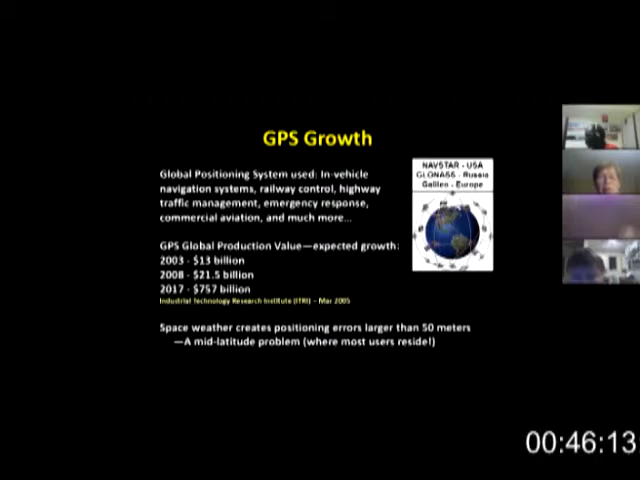 GPS Growth
Global Positioning System used: In-vehicle
navigation systems, railway control, highway
traffic management, emergency response,
commercial aviation, and much more...
NAVSTAR - USA
GLONASS - Russia
Galileo - Europe
GPS Global Production Value—expected growth:
2003 - $13 billion
2008 - $21.5 billion
2017 - $757 billion
Industrial Technology Research Institute (ITRI) – Mar 2005
Space weather creates positioning errors larger than 50 meters
—A mid-latitude problem (where most users reside!)
00:46:13